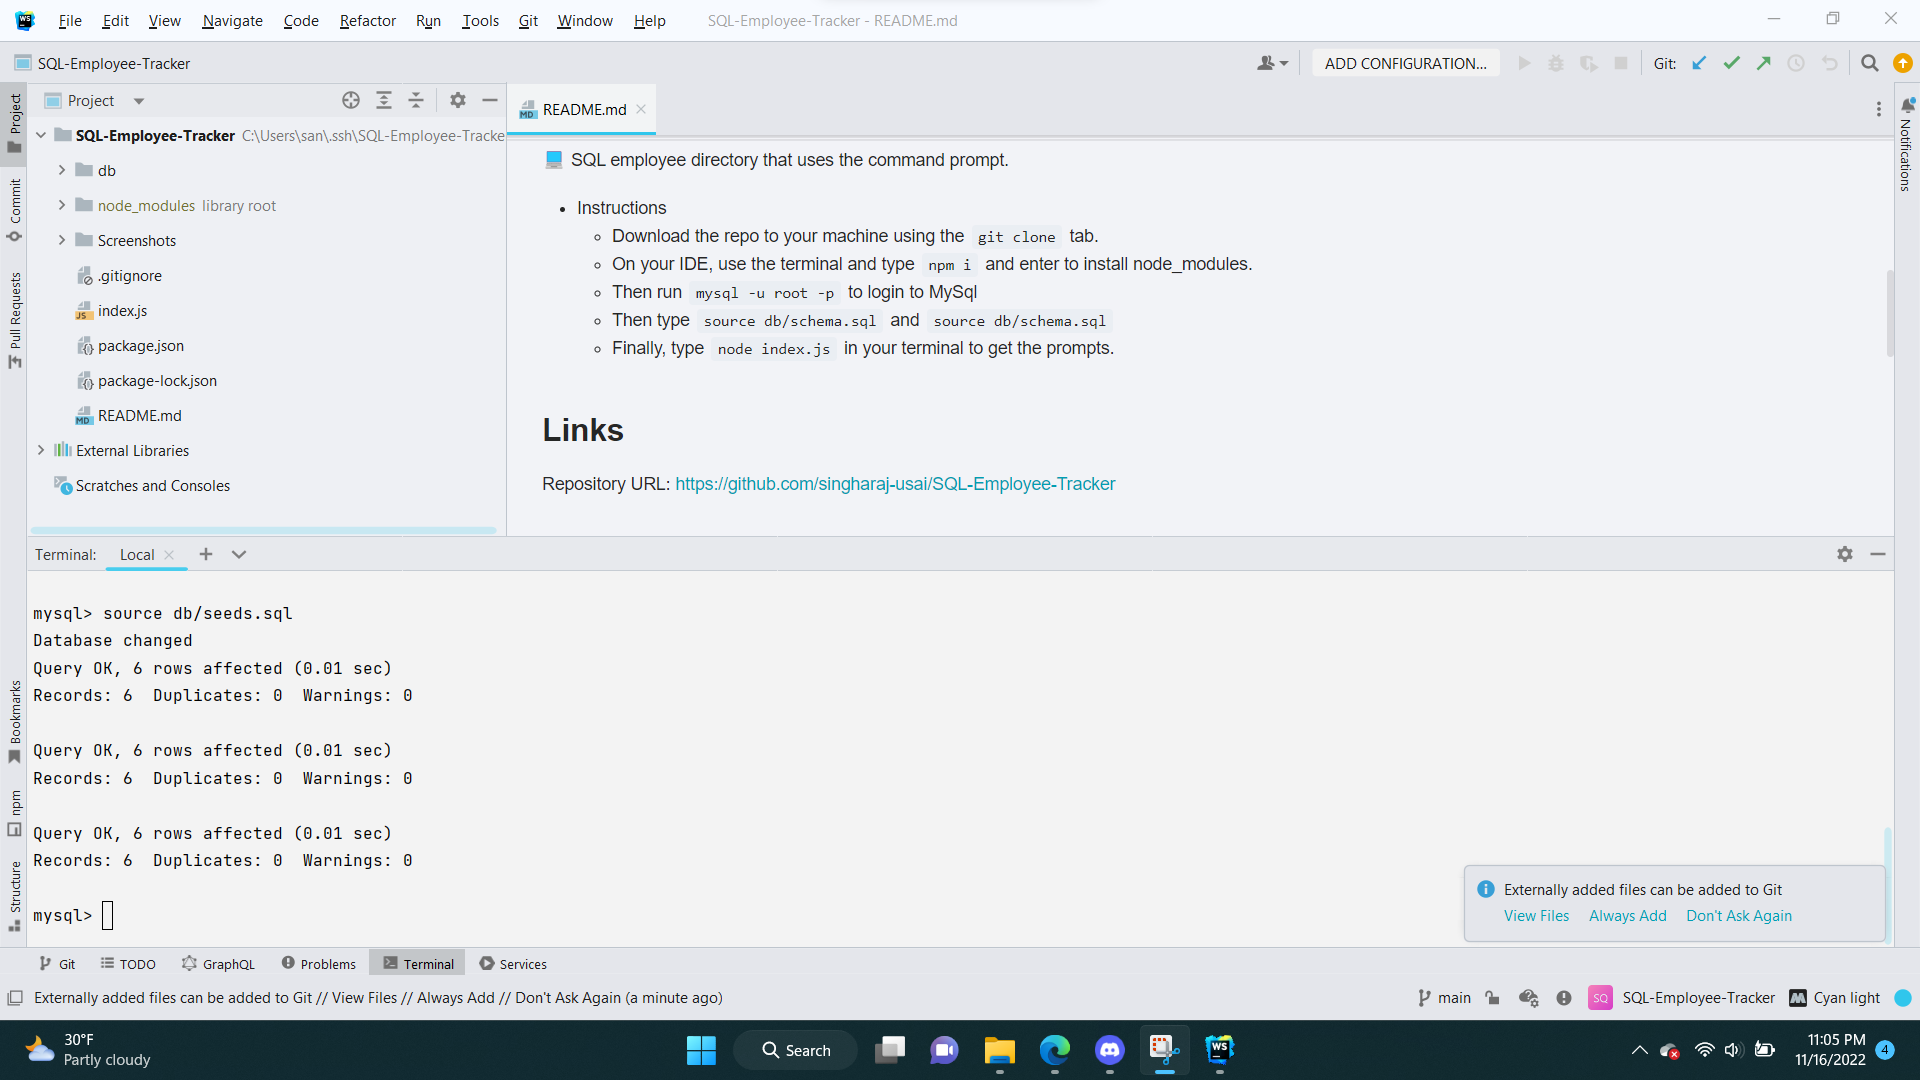 WS File Edit View Navigate Code Refactor Run Tools Git Window Help SQL-Employee-Tracker - README.md
SQL-Employee-Tracker ADD CONFIGURATION... Git:
Project
README.md
SQL-Employee-Tracker C:\Users\san\.ssh\SQL-Employee-Tracke
db
node_modules library root
Screenshots
.gitignore
index.js
package.json
package-lock.json
README.md
External Libraries
Scratches and Consoles
SQL employee directory that uses the command prompt.
Instructions
Download the repo to your machine using the git clone tab.
On your IDE, use the terminal and type npm i and enter to install node_modules.
Then run mysql -u root -p to login to MySql
Then type source db/schema.sql and source db/schema.sql
Finally, type node index.js in your terminal to get the prompts.
Links
Repository URL: https://github.com/singharaj-usai/SQL-Employee-Tracker
Project
Commit
Pull Requests
Bookmarks
npm
Structure
Notifications
Terminal: Local
mysql> source db/seeds.sql
Database changed
Query OK, 6 rows affected (0.01 sec)
Records: 6 Duplicates: 0 Warnings: 0
Query OK, 6 rows affected (0.01 sec)
Records: 6 Duplicates: 0 Warnings: 0
Query OK, 6 rows affected (0.01 sec)
Records: 6 Duplicates: 0 Warnings: 0
mysql>
Externally added files can be added to Git
View Files Always Add Don't Ask Again
Git TODO GraphQL Problems Terminal Services
Externally added files can be added to Git // View Files // Always Add // Don't Ask Again (a minute ago)
main SQ SQL-Employee-Tracker Cyan light
30°F
Partly cloudy
Search
WS
11:05 PM
11/16/2022
4